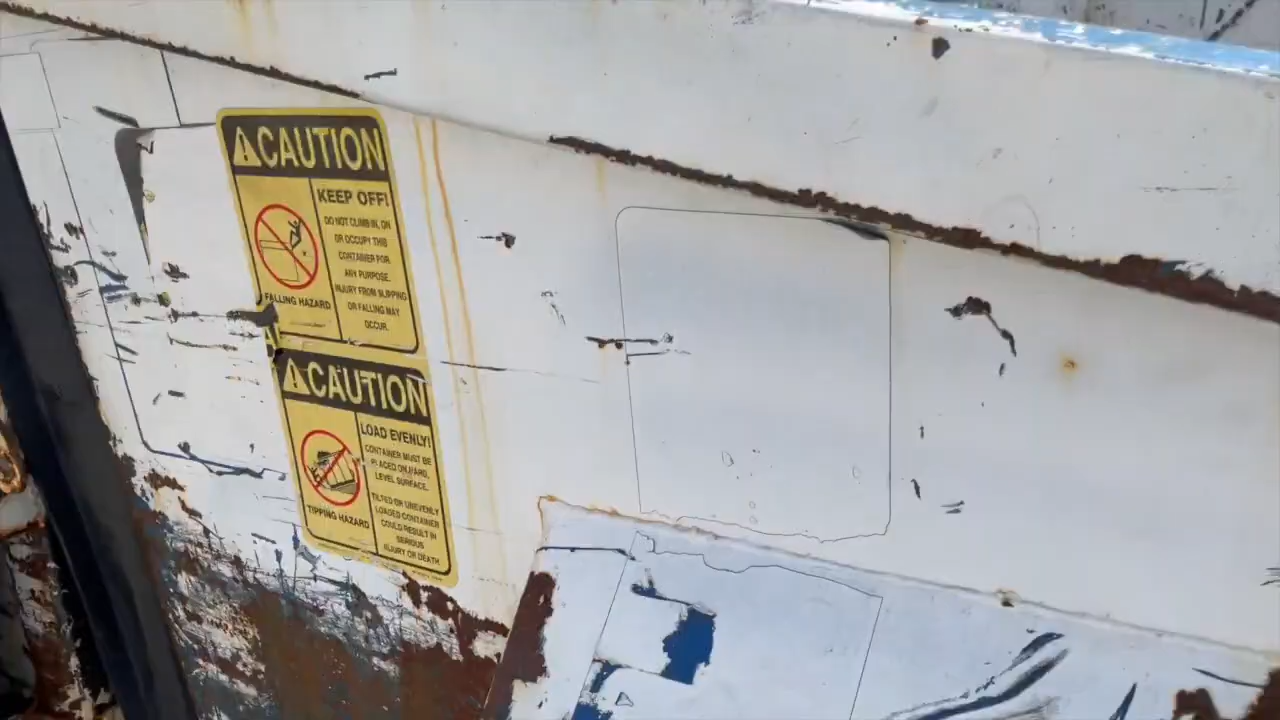 CAUTION
KEEP OFF!
DO NOT CLIMB IN, ON
OR OCCUPY THIS
CONTAINER FOR
ANY PURPOSE.
INJURY FROM SLIPPING
OR FALLING MAY
OCCUR.
FALLING HAZARD
CAUTION
LOAD EVENLY!
CONTAINER MUST BE
PLACED ON HARD,
LEVEL SURFACE.
TILTED OR UNEVENLY
LOADED CONTAINER
COULD RESULT IN
SERIOUS
INJURY OR DEATH
TIPPING HAZARD